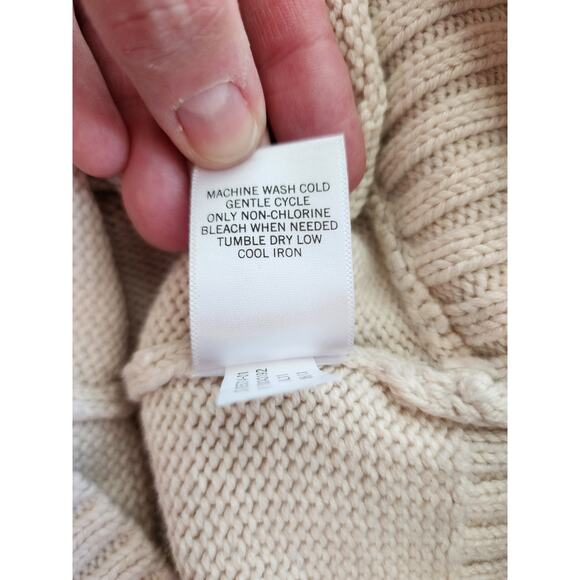 MACHINE WASH COLD
GENTLE CYCLE
ONLY NON-CHLORINE
BLEACH WHEN NEEDED
TUMBLE DRY LOW
COOL IRON